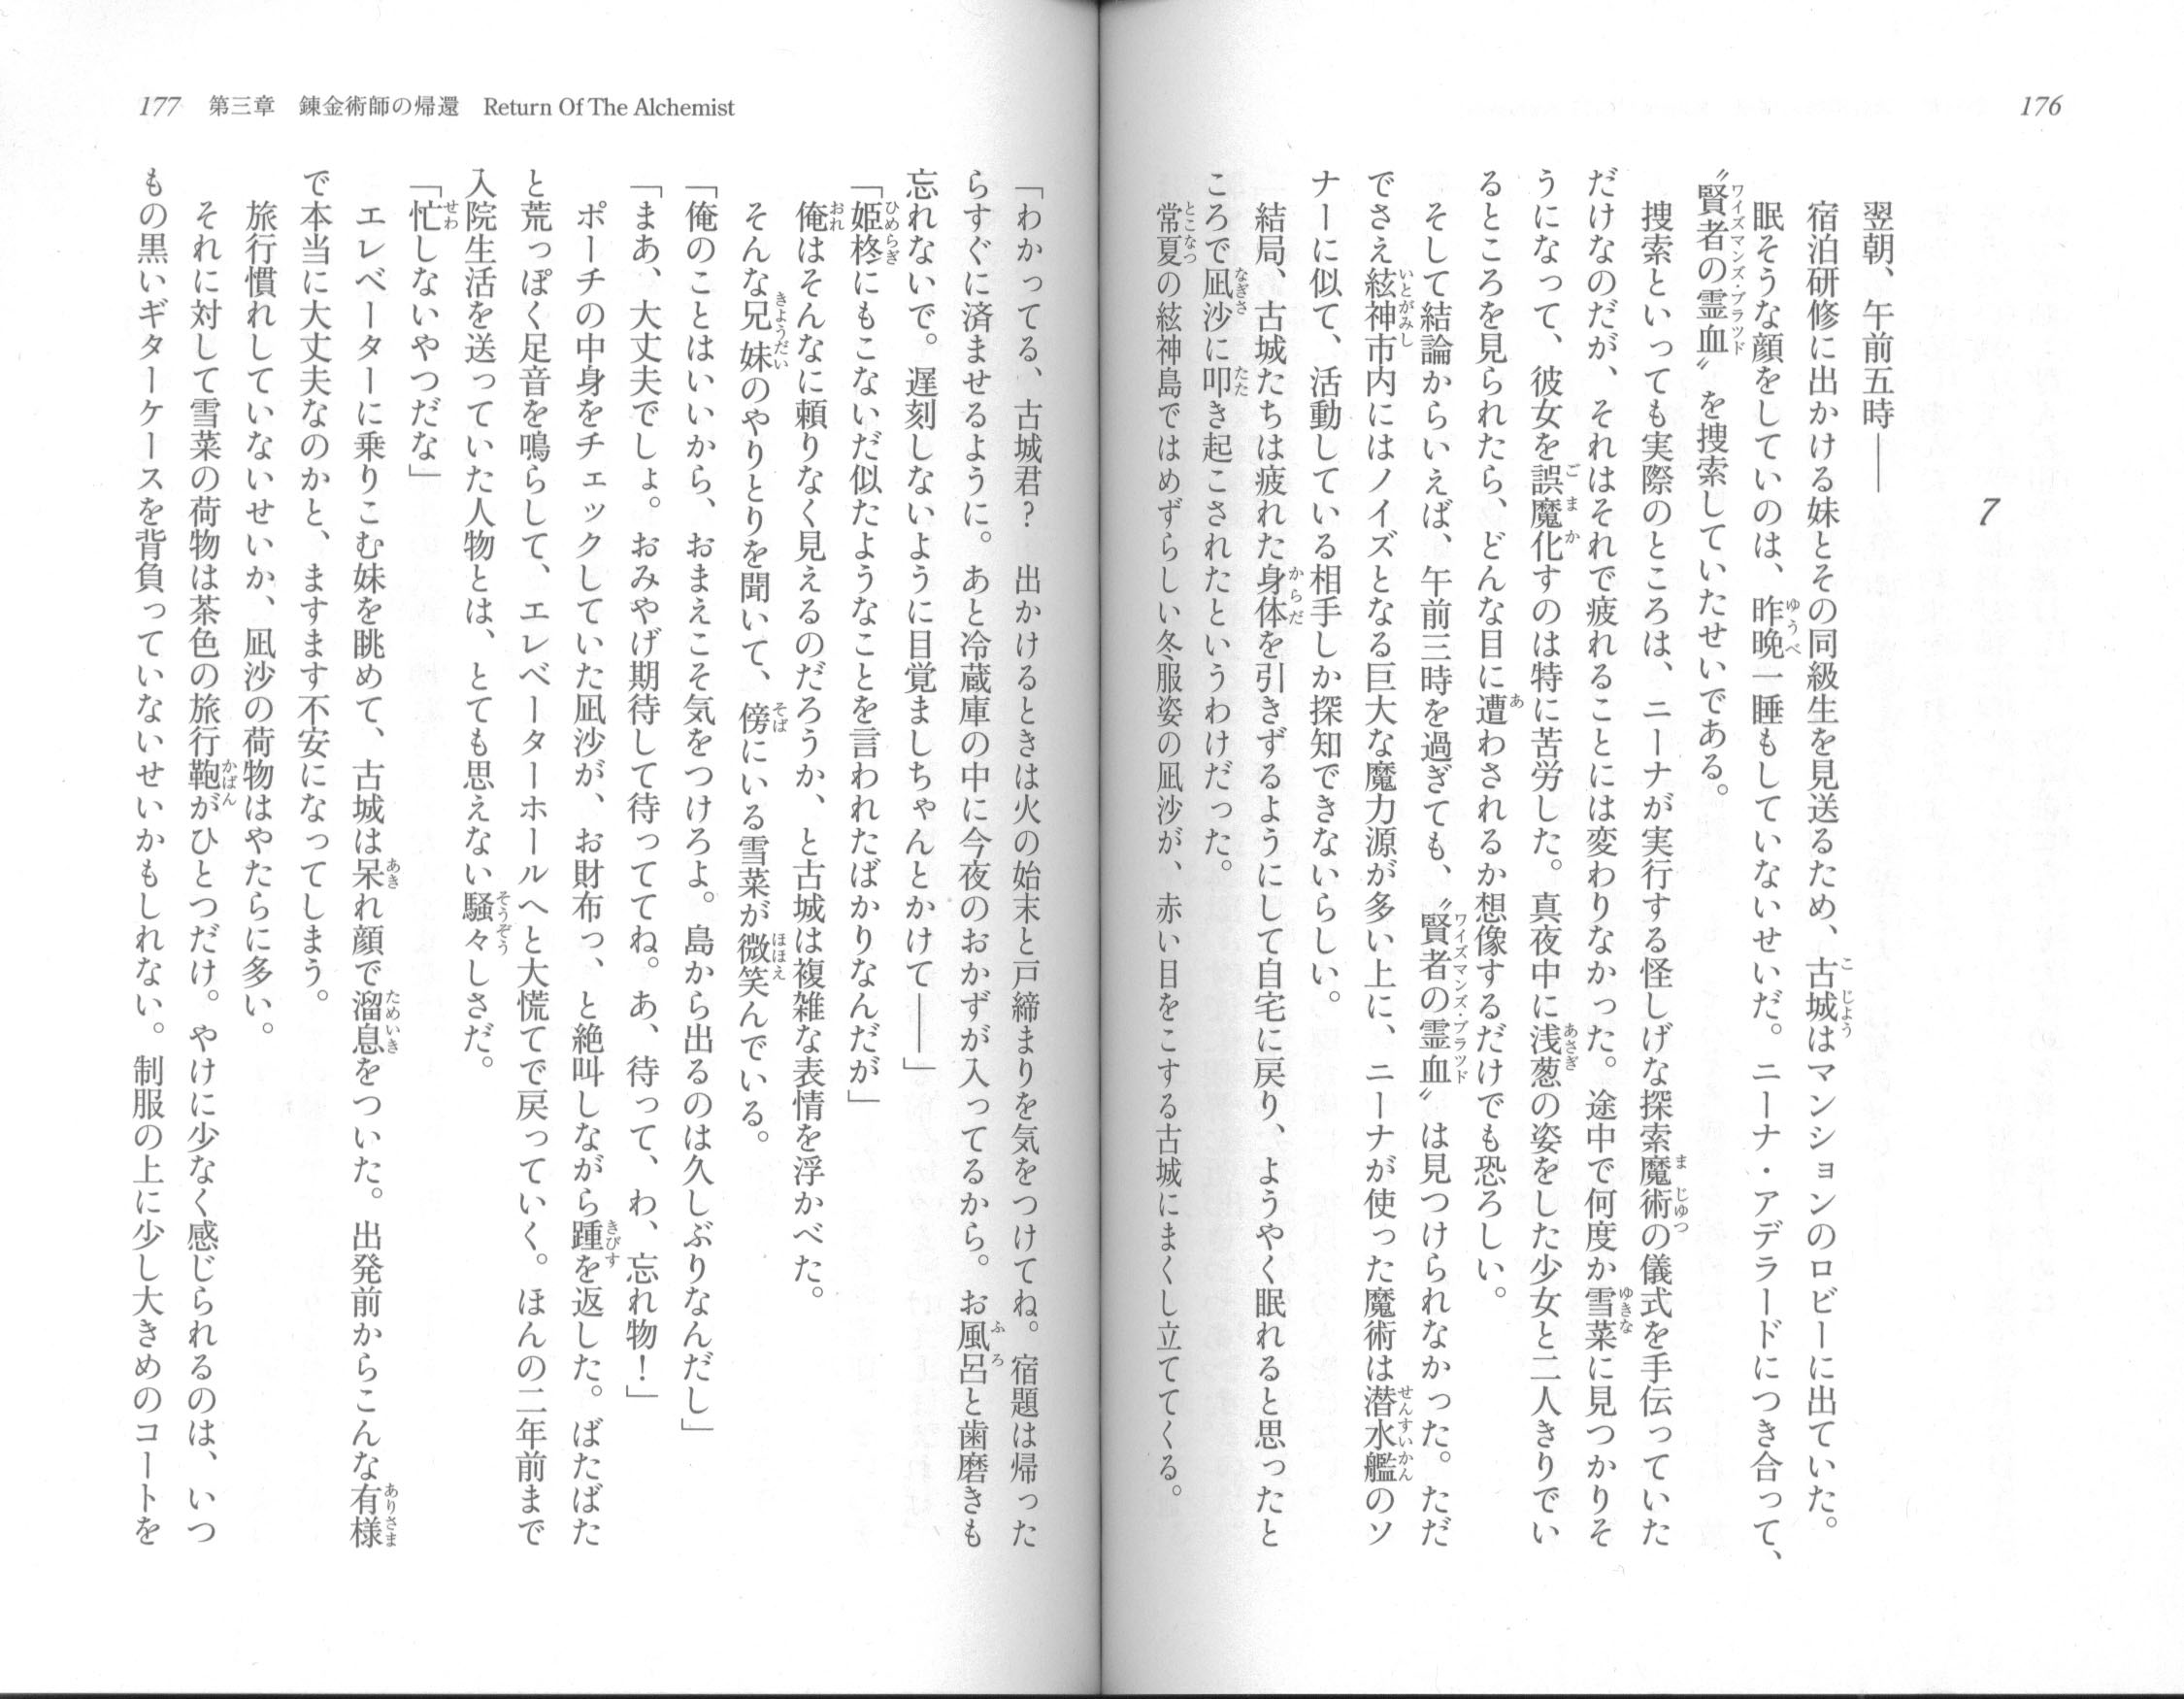 176
7
翌朝、午前五時――
宿泊研修に出かける妹とその同級生を見送るため、古城はマンションのロビーに出ていた。
眠そうな顔をしていのは、昨晩一睡もしていないせいだ。ニーナ・アデラードにつき合って、
〝賢者の霊血〟を捜索していたせいである。
捜索といっても実際のところは、ニーナが実行する怪しげな探索魔術の儀式を手伝っていた
だけなのだが、それはそれで疲れることには変わりなかった。途中で何度か雪菜に見つかりそ
うになって、彼女を誤魔化すのは特に苦労した。真夜中に浅葱の姿をした少女と二人きりでい
るところを見られたら、どんな目に遭わされるか想像するだけでも恐ろしい。
そして結論からいえば、午前三時を過ぎても、〝賢者の霊血〟は見つけられなかった。ただ
でさえ絃神市内にはノイズとなる巨大な魔力源が多い上に、ニーナが使った魔術は潜水艦のソ
ナーに似て、活動している相手しか探知できないらしい。
結局、古城たちは疲れた身体を引きずるようにして自宅に戻り、ようやく眠れると思ったと
ころで凪沙に叩き起こされたというわけだった。
常夏の絃神島ではめずらしい冬服姿の凪沙が、赤い目をこする古城にまくし立ててくる。
177 第三章 錬金術師の帰還 Return Of The Alchemist
「わかってる、古城君? 出かけるときは火の始末と戸締まりを気をつけてね。宿題は帰った
らすぐに済ませるように。あと冷蔵庫の中に今夜のおかずが入ってるから。お風呂と歯磨きも
忘れないで。遅刻しないように目覚ましちゃんとかけて――」
「姫柊にもこないだ似たようなことを言われたばかりなんだが」
俺はそんなに頼りなく見えるのだろうか、と古城は複雑な表情を浮かべた。
そんな兄妹のやりとりを聞いて、傍にいる雪菜が微笑んでいる。
「俺のことはいいから、おまえこそ気をつけろよ。島から出るのは久しぶりなんだし」
「まあ、大丈夫でしょ。おみやげ期待して待っててね。あ、待って、わ、忘れ物!」
ポーチの中身をチェックしていた凪沙が、お財布っ、と絶叫しながら踵を返した。ばたばた
と荒っぽく足音を鳴らして、エレベーターホールへと大慌てで戻っていく。ほんの二年前まで
入院生活を送っていた人物とは、とても思えない騒々しさだ。
「忙しないやつだな」
エレベーターに乗りこむ妹を眺めて、古城は呆れ顔で溜息をついた。出発前からこんな有様
で本当に大丈夫なのかと、ますます不安になってしまう。
旅行慣れしていないせいか、凪沙の荷物はやたらに多い。
それに対して雪菜の荷物は茶色の旅行鞄がひとつだけ。やけに少なく感じられるのは、いつ
もの黒いギターケースを背負っていないせいかもしれない。制服の上に少し大きめのコートを